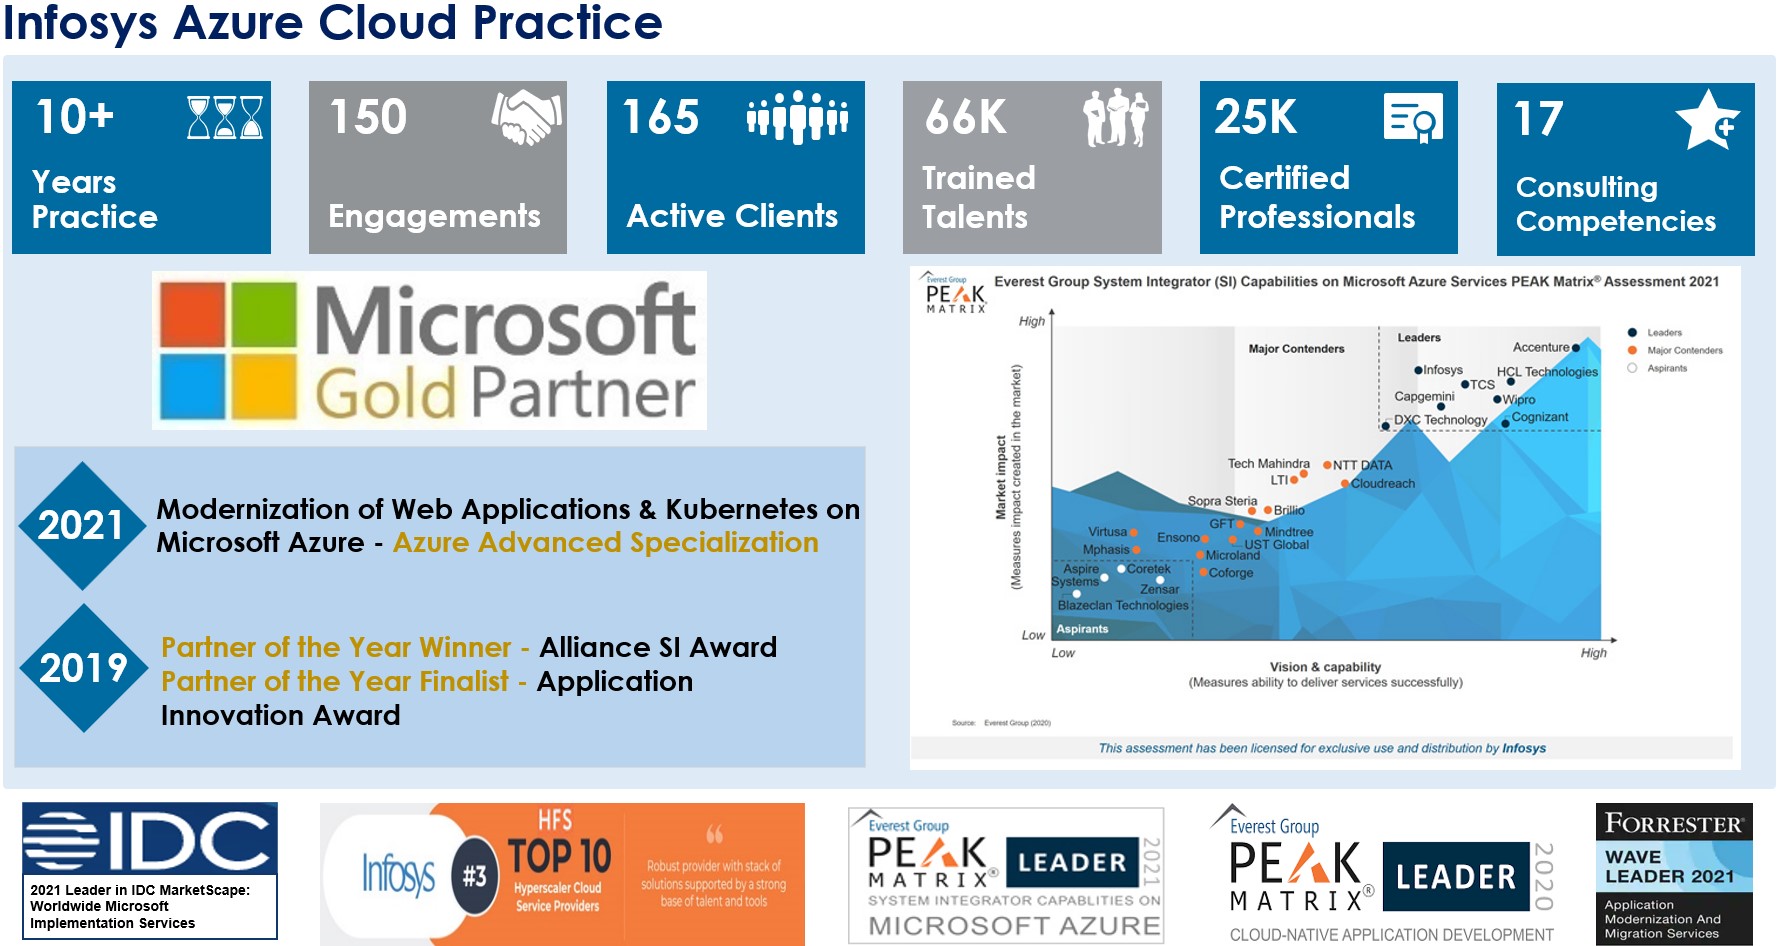 Infosys Azure Cloud Practice
10+
Years
Practice
150
Engagements
165
Active Clients
66K
Trained
Talents
25K
Certified
Professionals
17
Consulting
Competencies
Microsoft
Gold Partner
2021
Modernization of Web Applications & Kubernetes on
Microsoft Azure - Azure Advanced Specialization
2019
Partner of the Year Winner - Alliance SI Award
Partner of the Year Finalist - Application
Innovation Award
Everest Group
PEAK
MATRIX
Everest Group System Integrator (SI) Capabilities on Microsoft Azure Services PEAK Matrix® Assessment 2021
High
Market impact
(Measures impact created in the market)
Low
Major Contenders
Leaders
Accenture
Infosys
HCL Technologies
TCS
Capgemini
Wipro
DXC Technology
Cognizant
Tech Mahindra
NTT DATA
LTI
Cloudreach
Sopra Steria
Brillio
GFT
Virtusa
Ensono
Mindtree
UST Global
Mphasis
Microland
Aspire
Systems
Coretek
Coforge
Zensar
Blazeclan Technologies
Aspirants
Low
High
Vision & capability
(Measures ability to deliver services successfully)
Leaders
Major Contenders
Aspirants
Source: Everest Group (2020)
This assessment has been licensed for exclusive use and distribution by Infosys
IDC
2021 Leader in IDC MarketScape:
Worldwide Microsoft
Implementation Services
Infosys
#3
HFS
TOP 10
Hyperscaler Cloud
Service Providers
“
Robust provider with stack of
solutions supported by a strong
base of talent and tools
Everest Group
PEAK
MATRIX®
LEADER
2021
SYSTEM INTEGRATOR CAPABLITIES ON
MICROSOFT AZURE
Everest Group
PEAK
MATRIX®
LEADER
2020
CLOUD-NATIVE APPLICATION DEVELOPMENT
FORRESTER®
WAVE
LEADER 2021
Application
Modernization And
Migration Services